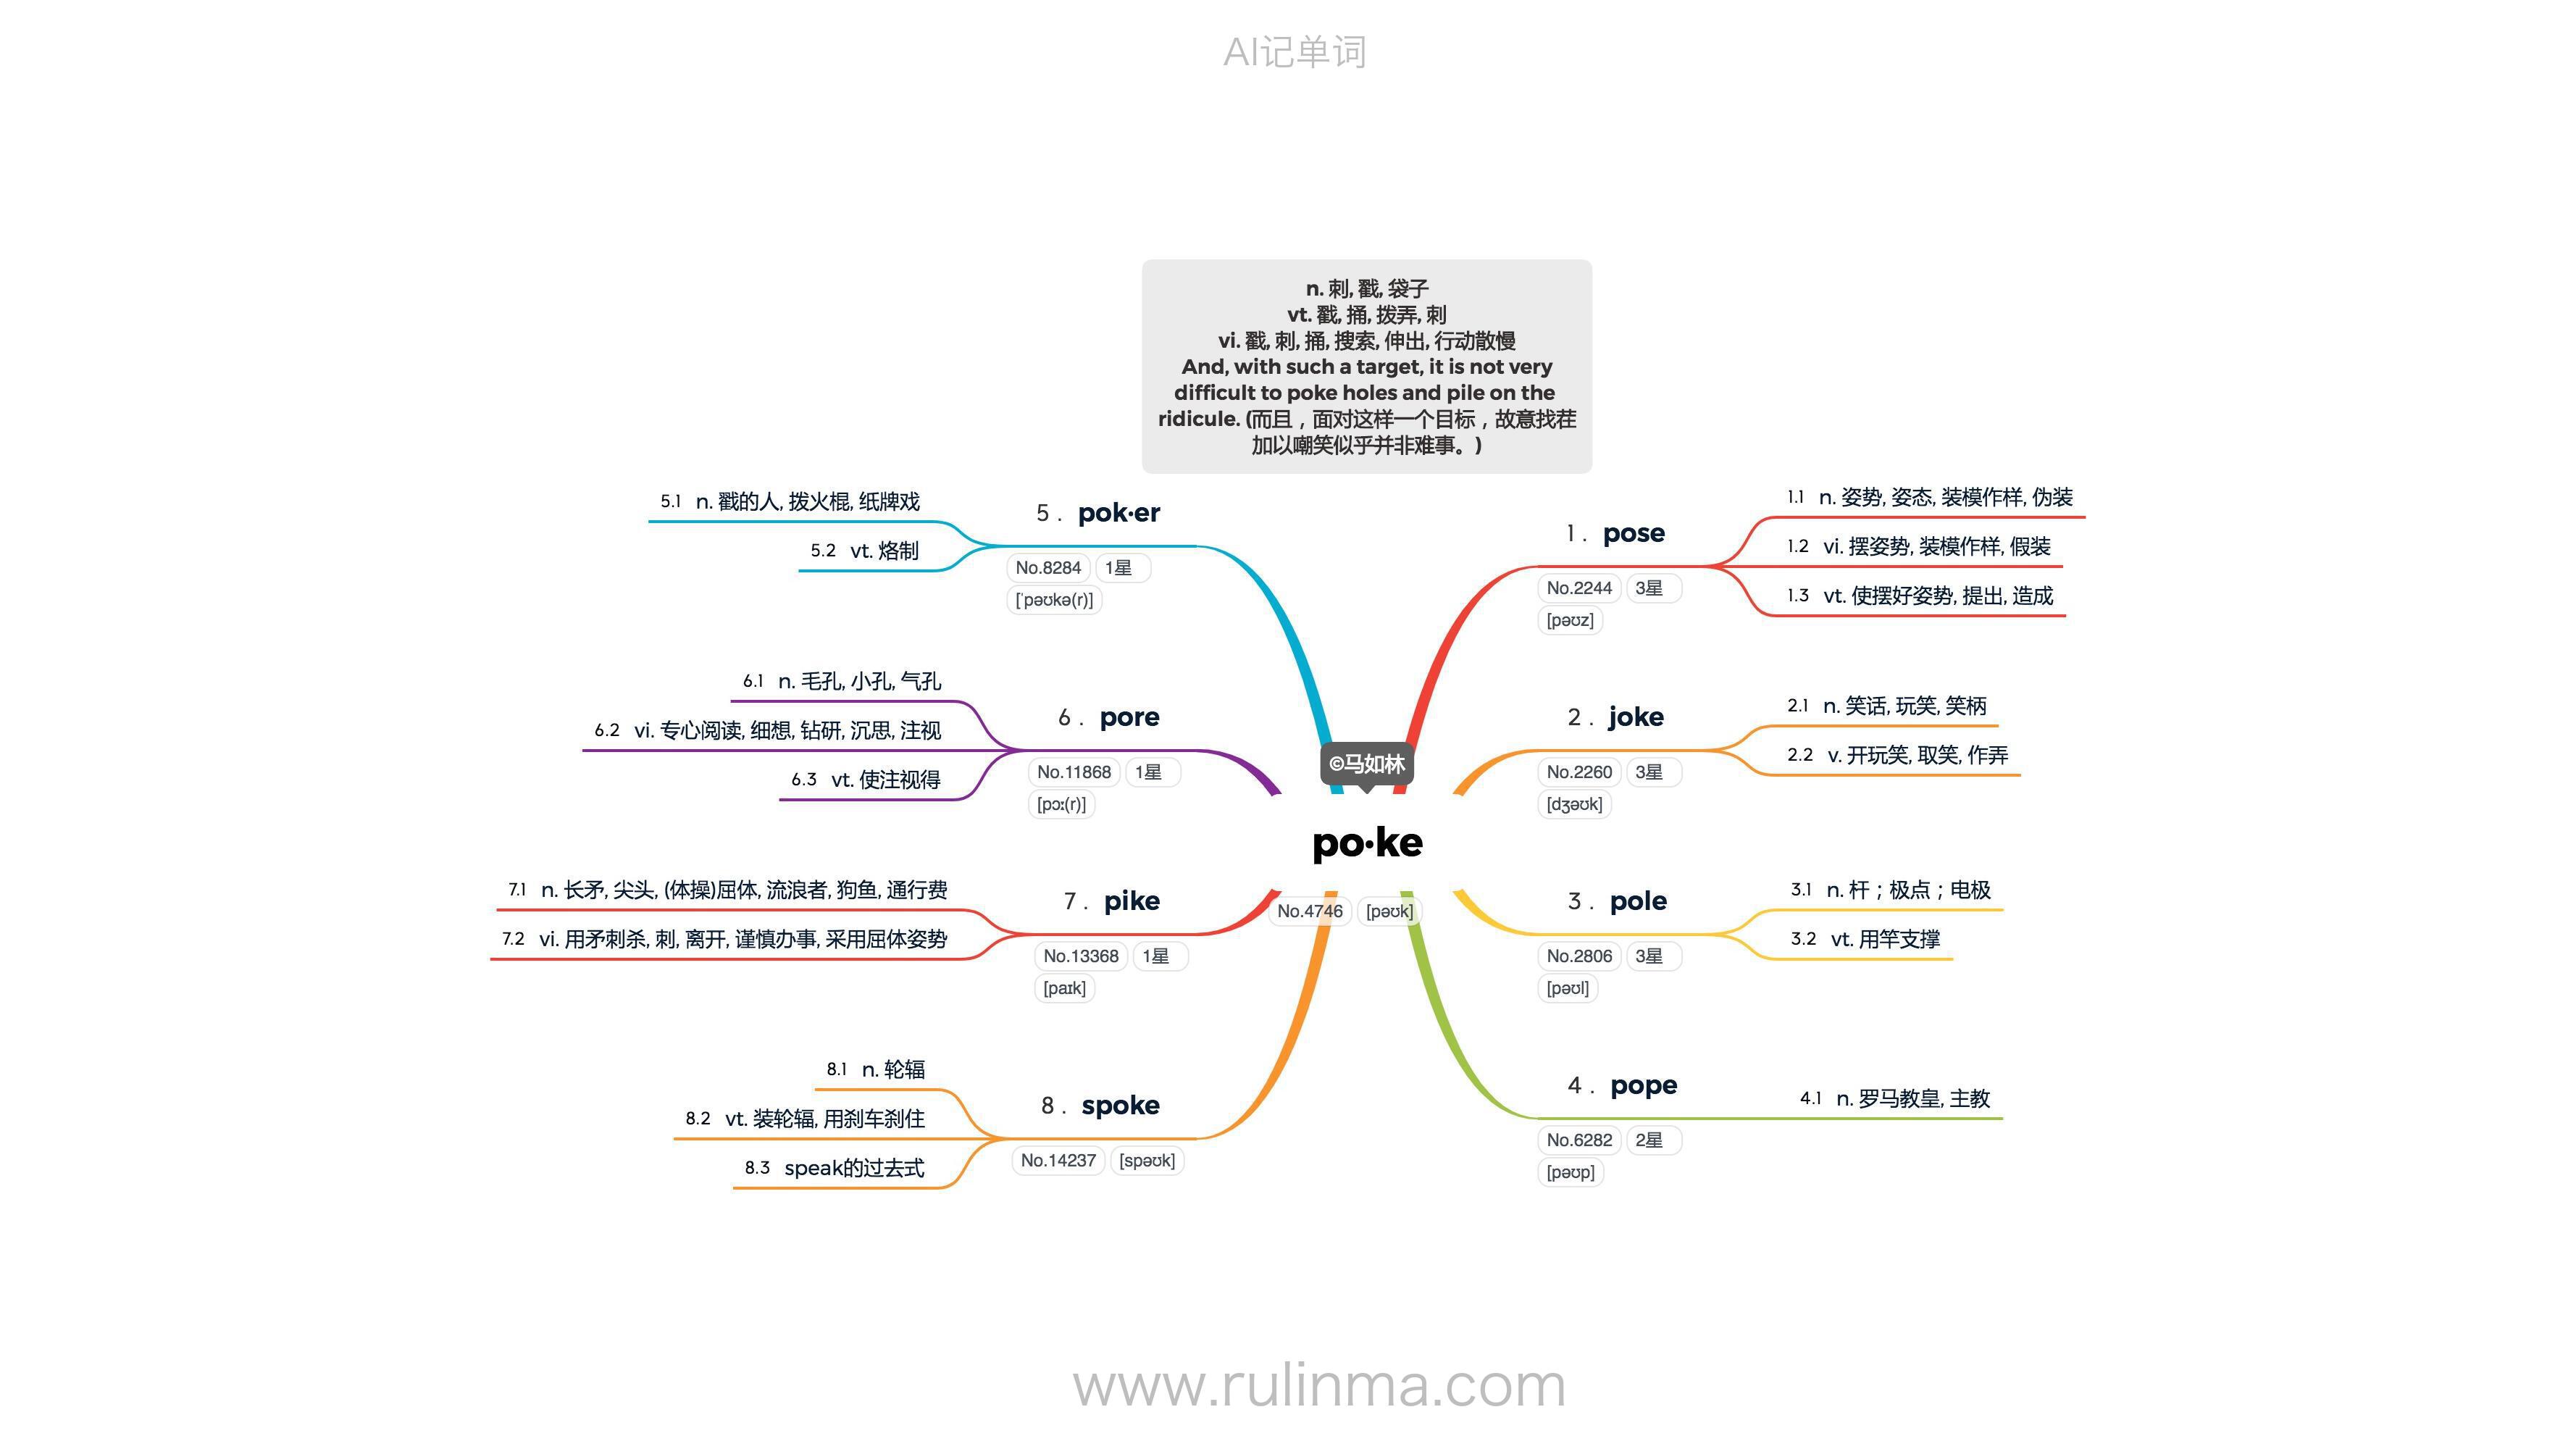 AI记单词
n. 刺, 戳, 袋子
vt. 戳, 捅, 拨弄, 刺
vi. 戳, 刺, 捅, 搜索, 伸出, 行动散慢
And, with such a target, it is not very
difficult to poke holes and pile on the
ridicule. (而且，面对这样一个目标，故意找茬
加以嘲笑似乎并非难事。)
©马如林
po·ke
No.4746 [pəʊk]
1. pose
No.2244 3星
[pəʊz]
1.1 n. 姿势, 姿态, 装模作样, 伪装
1.2 vi. 摆姿势, 装模作样, 假装
1.3 vt. 使摆好姿势, 提出, 造成
2. joke
No.2260 3星
[dʒəʊk]
2.1 n. 笑话, 玩笑, 笑柄
2.2 v. 开玩笑, 取笑, 作弄
3. pole
No.2806 3星
[pəʊl]
3.1 n. 杆；极点；电极
3.2 vt. 用竿支撑
4. pope
No.6282 2星
[pəʊp]
4.1 n. 罗马教皇, 主教
5. pok·er
No.8284 1星
[ˈpəʊkə(r)]
5.1 n. 戳的人, 拨火棍, 纸牌戏
5.2 vt. 烙制
6. pore
No.11868 1星
[pɔː(r)]
6.1 n. 毛孔, 小孔, 气孔
6.2 vi. 专心阅读, 细想, 钻研, 沉思, 注视
6.3 vt. 使注视得
7. pike
No.13368 1星
[paɪk]
7.1 n. 长矛, 尖头, (体操)屈体, 流浪者, 狗鱼, 通行费
7.2 vi. 用矛刺杀, 刺, 离开, 谨慎办事, 采用屈体姿势
8. spoke
No.14237 [spəʊk]
8.1 n. 轮辐
8.2 vt. 装轮辐, 用刹车刹住
8.3 speak的过去式
www.rulinma.com